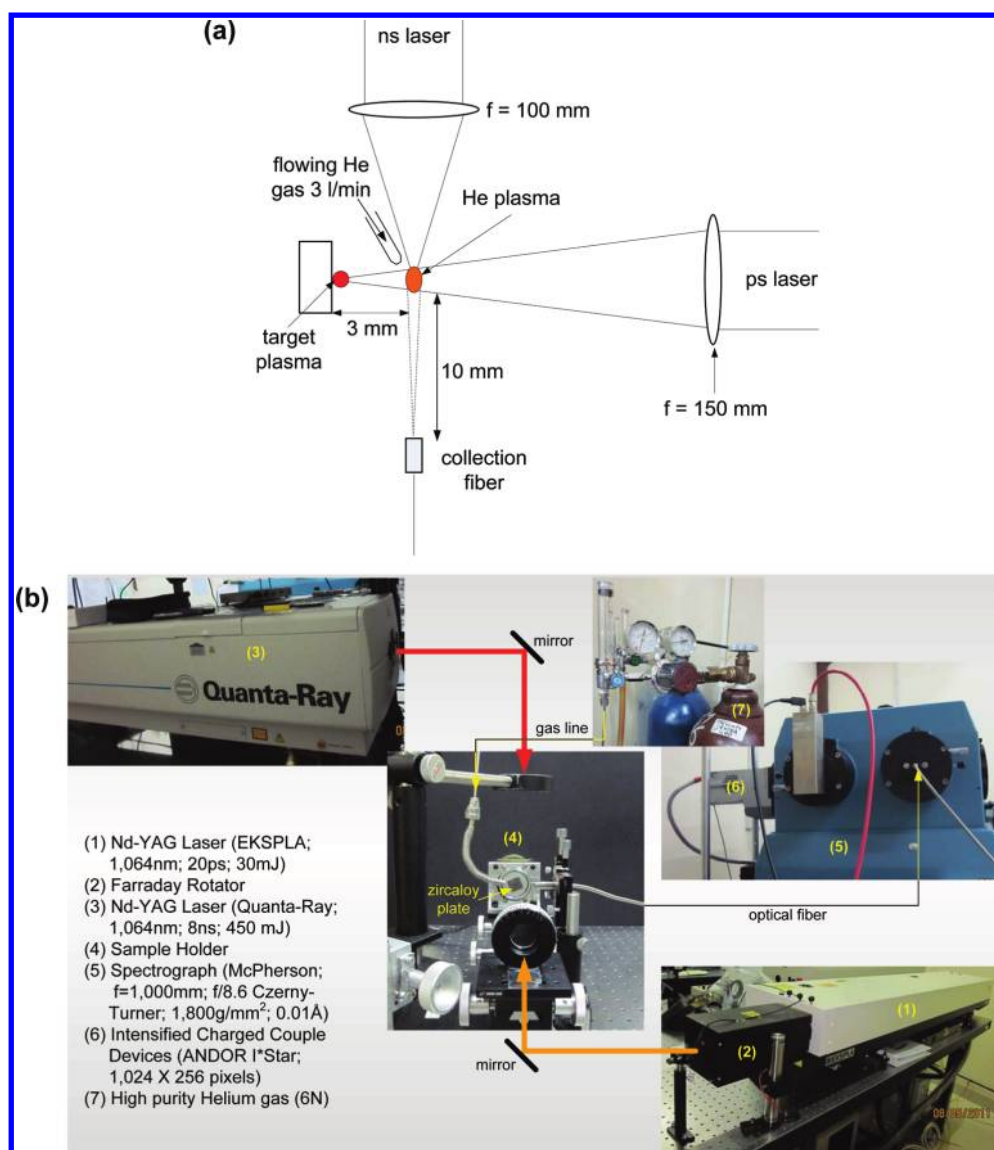 (a)
ns laser
f = 100 mm
flowing He
gas 3 l/min
He plasma
ps laser
3 mm
target
plasma
10 mm
f = 150 mm
collection
fiber
(b)
(3)
Quanta-Ray
mirror
(7)
gas line
(6)
(5)
(4)
zircaloy
plate
optical fiber
(1) Nd-YAG Laser (EKSPLA;
1,064nm; 20ps; 30mJ)
(2) Farraday Rotator
(3) Nd-YAG Laser (Quanta-Ray;
1,064nm; 8ns; 450 mJ)
(4) Sample Holder
(5) Spectrograph (McPherson;
f=1,000mm; f/8.6 Czerny-
Turner; 1,800g/mm²; 0.01Å)
(6) Intensified Charged Couple
Devices (ANDOR I*Star;
1,024 X 256 pixels)
(7) High purity Helium gas (6N)
mirror
(1)
(2)
EKSPLA
08/05/2011